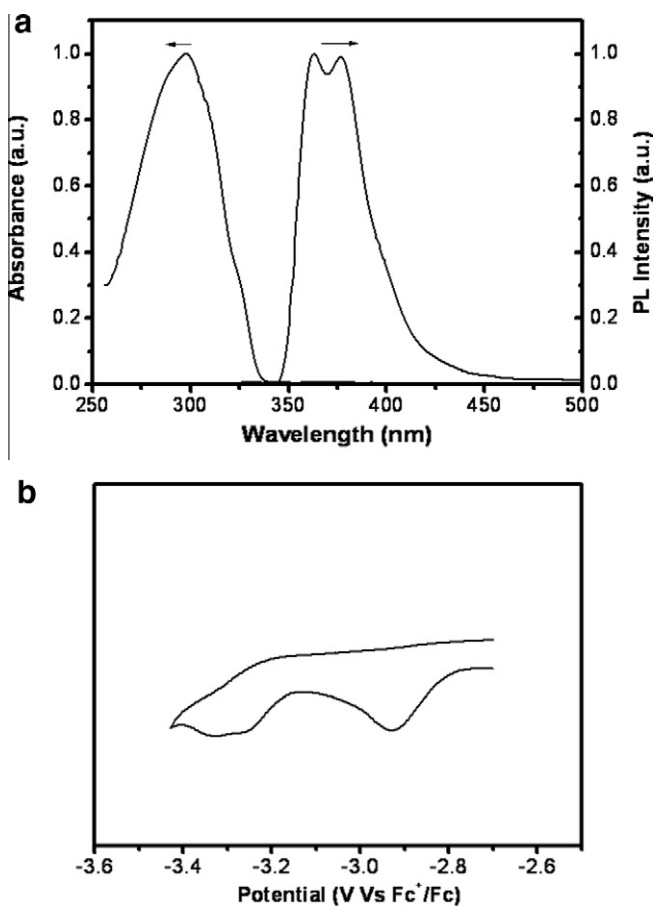 a
1.0 1.0
0.8 0.8
0.6 0.6
0.4 0.4
0.2 0.2
0.0 0.0
Absorbance (a.u.)
PL Intensity (a.u.)
250 300 350 400 450 500
Wavelength (nm)
b
-3.6 -3.4 -3.2 -3.0 -2.8 -2.6
Potential (V Vs Fc⁺/Fc)